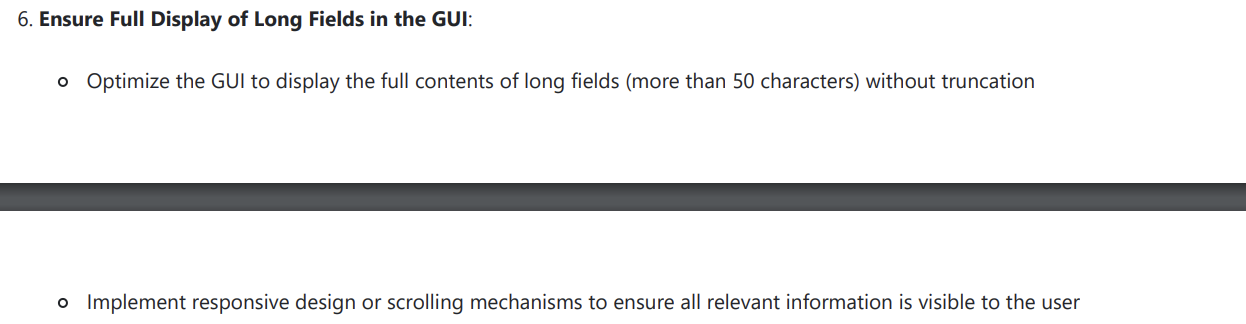 6. Ensure Full Display of Long Fields in the GUI:
o Optimize the GUI to display the full contents of long fields (more than 50 characters) without truncation
o Implement responsive design or scrolling mechanisms to ensure all relevant information is visible to the user